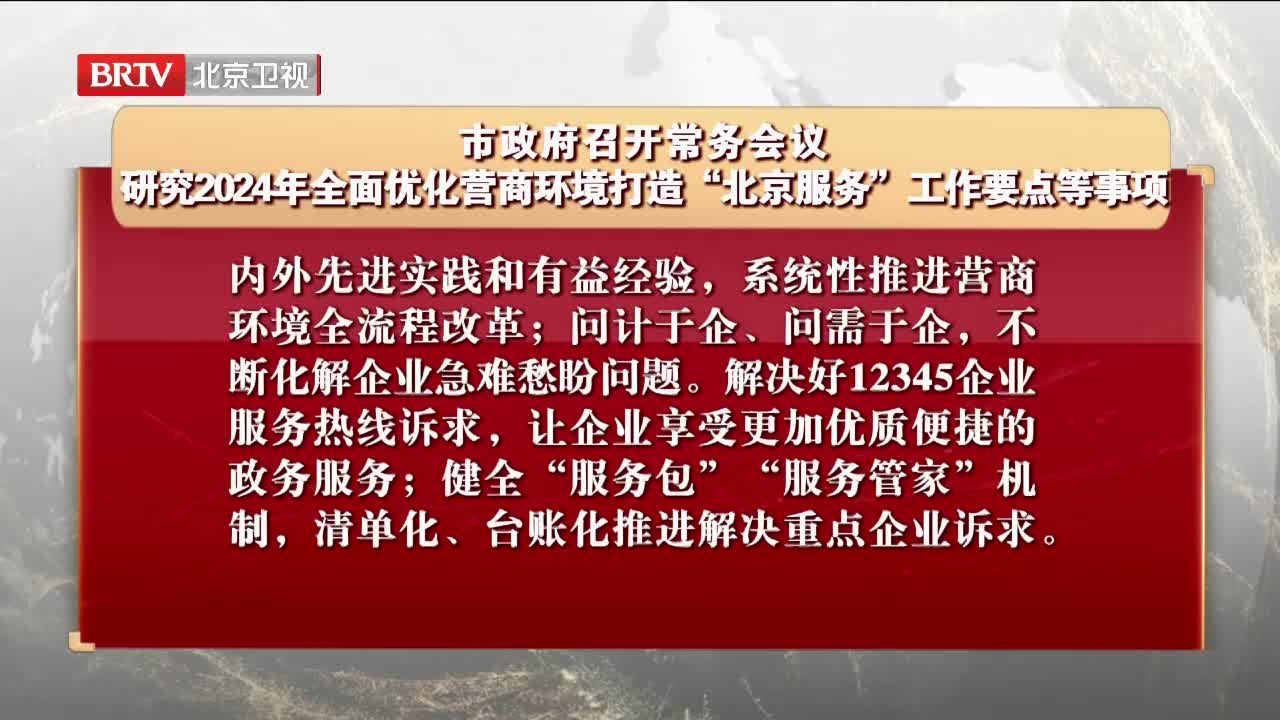 BRTV 北京卫视
市政府召开常务会议
研究2024年全面优化营商环境打造“北京服务”工作要点等事项
内外先进实践和有益经验，系统性推进营商
环境全流程改革；问计于企、问需于企，不
断化解企业急难愁盼问题。解决好12345企业
服务热线诉求，让企业享受更加优质便捷的
政务服务；健全“服务包”“服务管家”机
制，清单化、台账化推进解决重点企业诉求。